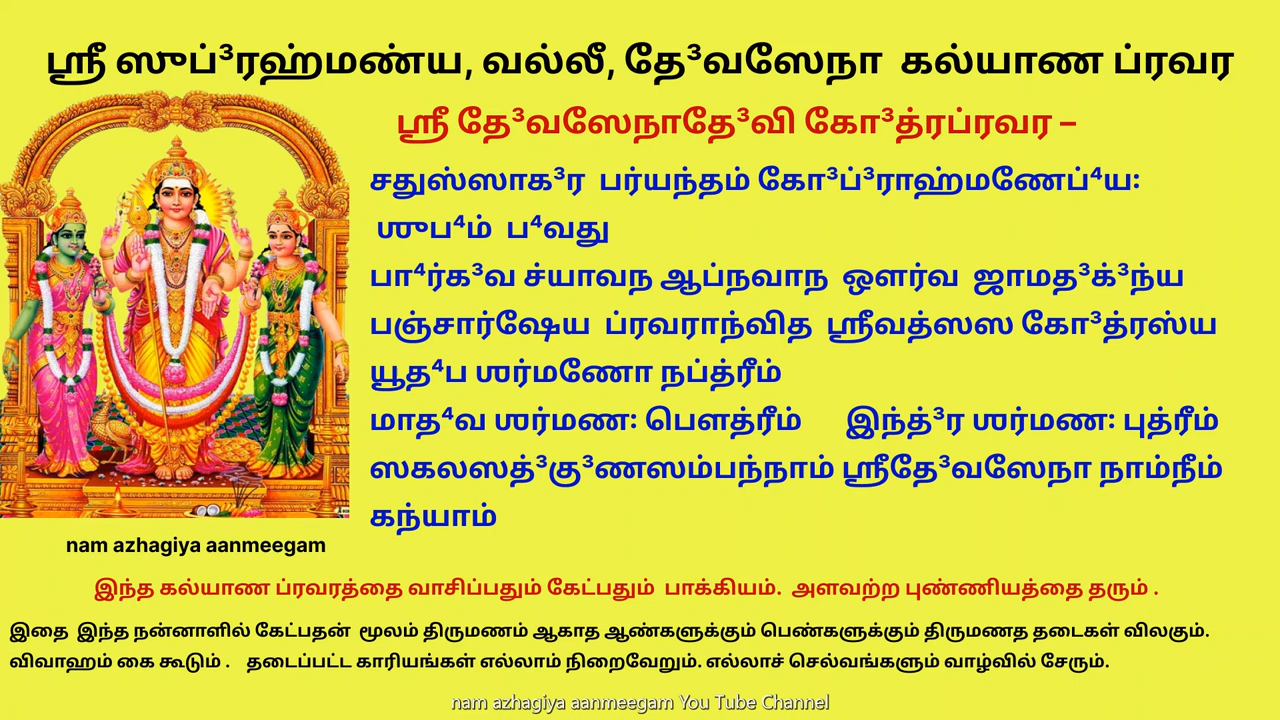 ஸ்ரீ ஸுப்³ரஹ்மண்ய, வல்லீ, தே³வஸேநா கல்யாண ப்ரவர
ஸ்ரீ தே³வஸேநாதே³வி கோ³த்ரப்ரவர –
சதுஸ்ஸாக³ர பர்யந்தம் கோ³ப்³ராஹ்மணேப்⁴ய:
ஶுப⁴ம் ப⁴வது
பா⁴ர்க³வ ச்யாவந ஆப்நவாந ஔர்வ ஜாமத³க்³ந்ய
பஞ்சார்ஷேய ப்ரவராந்வித ஸ்ரீவத்ஸஸ கோ³த்ரஸ்ய
யூத⁴ப ஶர்மணோ நப்த்ரீம்
மாத⁴வ ஶர்மண: பௌத்ரீம் இந்த்³ர ஶர்மண: புத்ரீம்
ஸகலஸத்³கு³ணஸம்பந்நாம் ஸ்ரீதே³வஸேநா நாம்நீம்
கந்யாம்
nam azhagiya aanmeegam
இந்த கல்யாண ப்ரவரத்தை வாசிப்பதும் கேட்பதும் பாக்கியம். அளவற்ற புண்ணியத்தை தரும் .
இதை இந்த நன்னாளில் கேட்பதன் மூலம் திருமணம் ஆகாத ஆண்களுக்கும் பெண்களுக்கும் திருமணத தடைகள் விலகும்.
விவாஹம் கை கூடும் . தடைப்பட்ட காரியங்கள் எல்லாம் நிறைவேறும். எல்லாச் செல்வங்களும் வாழ்வில் சேரும்.
nam azhagiya aanmeegam You Tube Channel